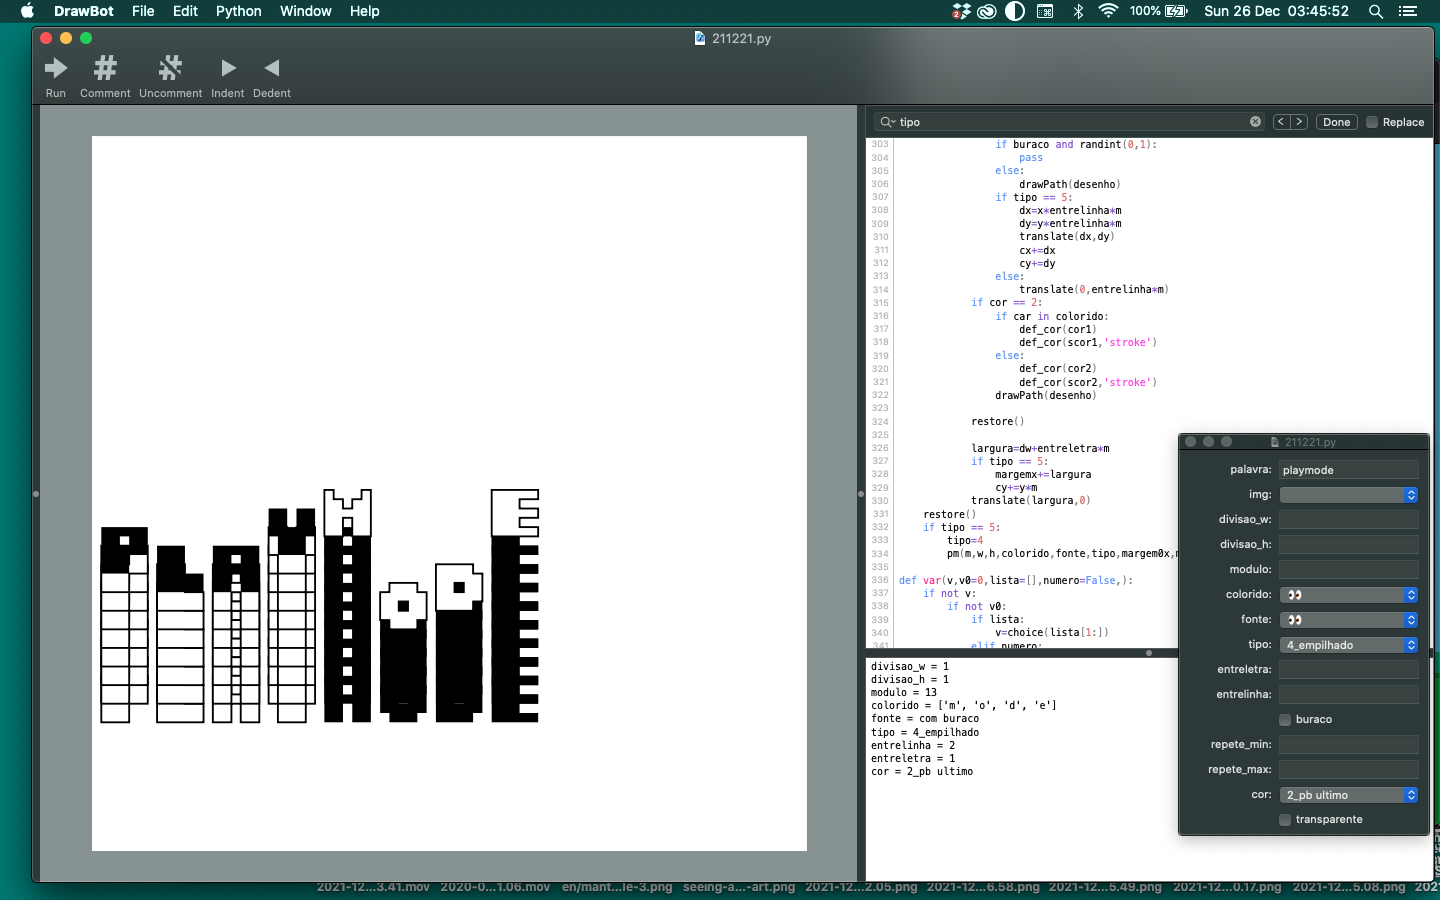 DrawBot File Edit Python Window Help 2 100% Sun 26 Dec 03:45:52
211221.py
Run Comment Uncomment Indent Dedent
tipo < > Done Replace
303 if buraco and randint(0,1):
304 pass
305 else:
306 drawPath(desenho)
307 if tipo == 5:
308 dx=x*entrelinha*m
309 dy=y*entrelinha*m
310 translate(dx,dy)
311 cx+=dx
312 cy+=dy
313 else:
314 translate(0,entrelinha*m)
315 if cor == 2:
316 if car in colorido:
317 def_cor(cor1)
318 def_cor(scor1,'stroke')
319 else:
320 def_cor(cor2)
321 def_cor(scor2,'stroke')
322 drawPath(desenho)
323
324 restore()
325
326 largura=dw+entreletra*m
327 if tipo == 5:
328 margemx+=largura
329 cy+=y*m
330 translate(largura,0)
331 restore()
332 if tipo == 5:
333 tipo=4
334 pm(m,w,h,colorido,fonte,tipo,margem0x,m
335
336 def var(v,v0=0,lista=[],numero=False,):
337 if not v:
338 if not v0:
339 if lista:
340 v=choice(lista[1:])
341 elif numero:
PLAYMODE
divisao_w = 1
divisao_h = 1
modulo = 13
colorido = ['m', 'o', 'd', 'e']
fonte = com buraco
tipo = 4_empilhado
entrelinha = 2
entreletra = 1
cor = 2_pb ultimo
211221.py
palavra: playmode
img:
divisao_w:
divisao_h:
modulo:
colorido: 👀
fonte: 👀
tipo: 4_empilhado
entreletra:
entrelinha:
buraco
repete_min:
repete_max:
cor: 2_pb ultimo
transparente
2021-12...3.41.mov 2020-0...1.06.mov en/mant...le-3.png seeing-a...-art.png 2021-12...2.05.png 2021-12...6.58.png 2021-12...5.49.png 2021-12...0.17.png 2021-12...5.08.png 202